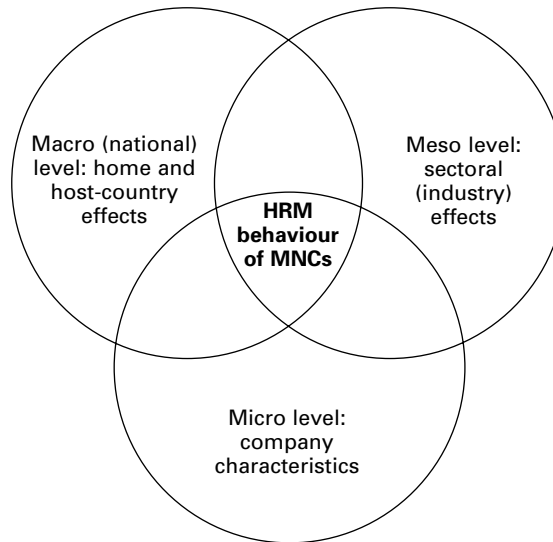 Macro (national)
level: home and
host-country
effects
Meso level:
sectoral
(industry)
effects
HRM
behaviour
of MNCs
Micro level:
company
characteristics